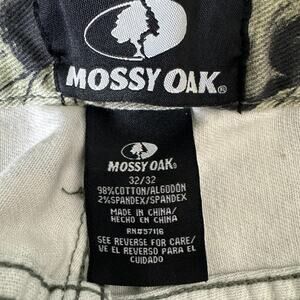 MOSSY OAK®
MOSSY OAK®
32/32
98%COTTON/ALGODÓN
2%SPANDEX/SPANDEX
MADE IN CHINA/
HECHO EN CHINA
RN#57116
SEE REVERSE FOR CARE/
VE EL REVERSO PARA EL
CUIDADO